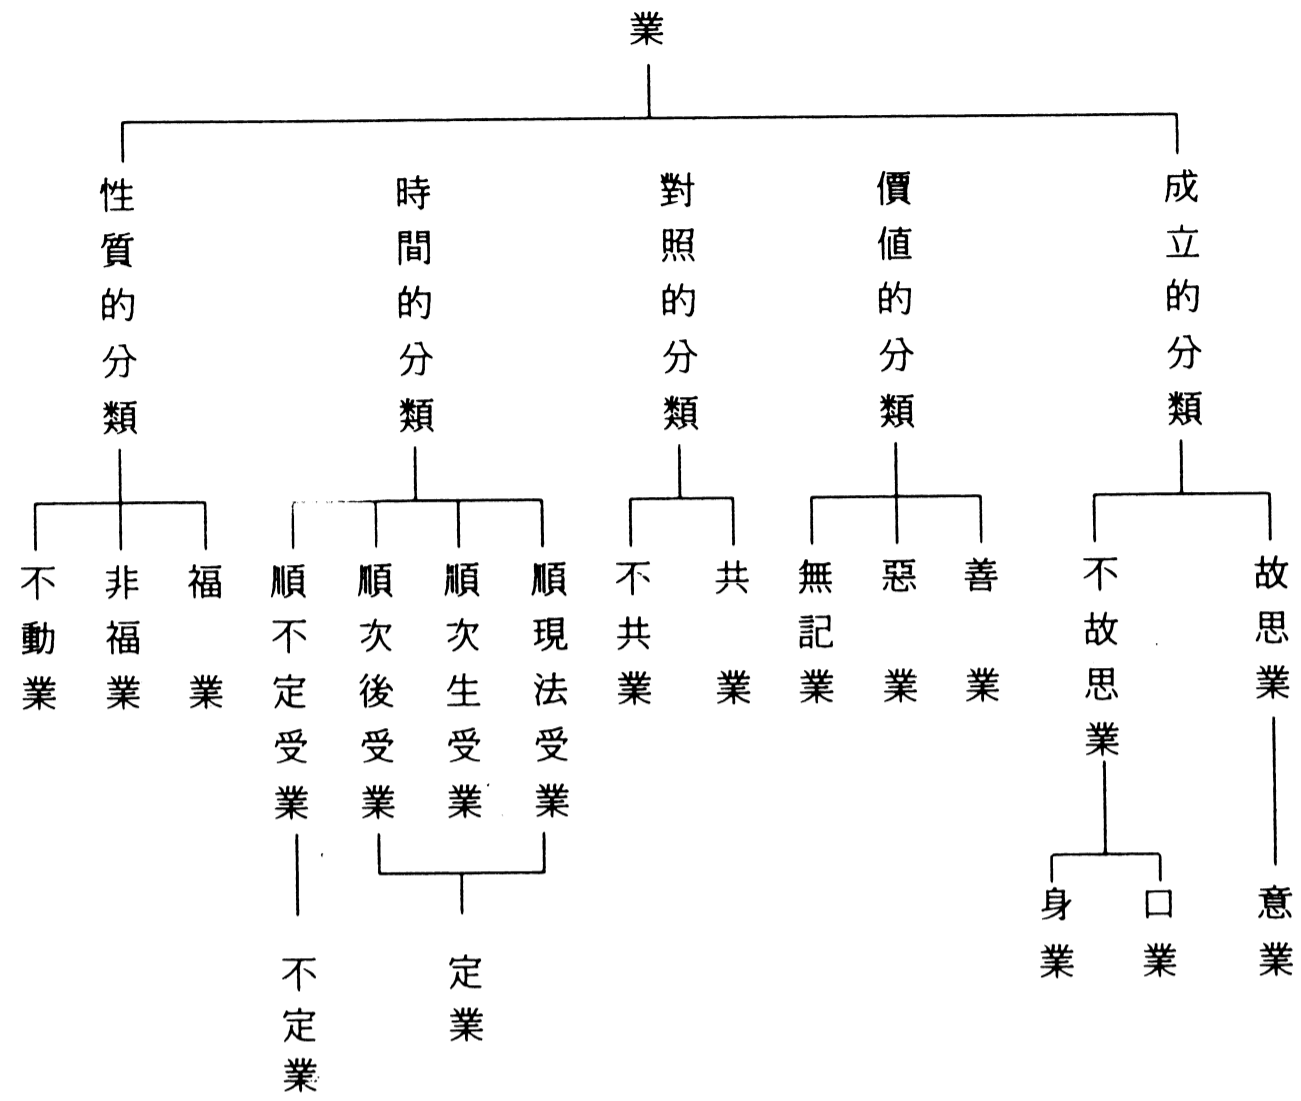 業
成立的分類
價值的分類
對照的分類
時間的分類
性質的分類
故思業
不故思業
善業
惡業
無記業
共業
不共業
順現法受業
順次生受業
順次後受業
順不定受業
福業
非福業
不動業
意業
口業
身業
定業
不定業